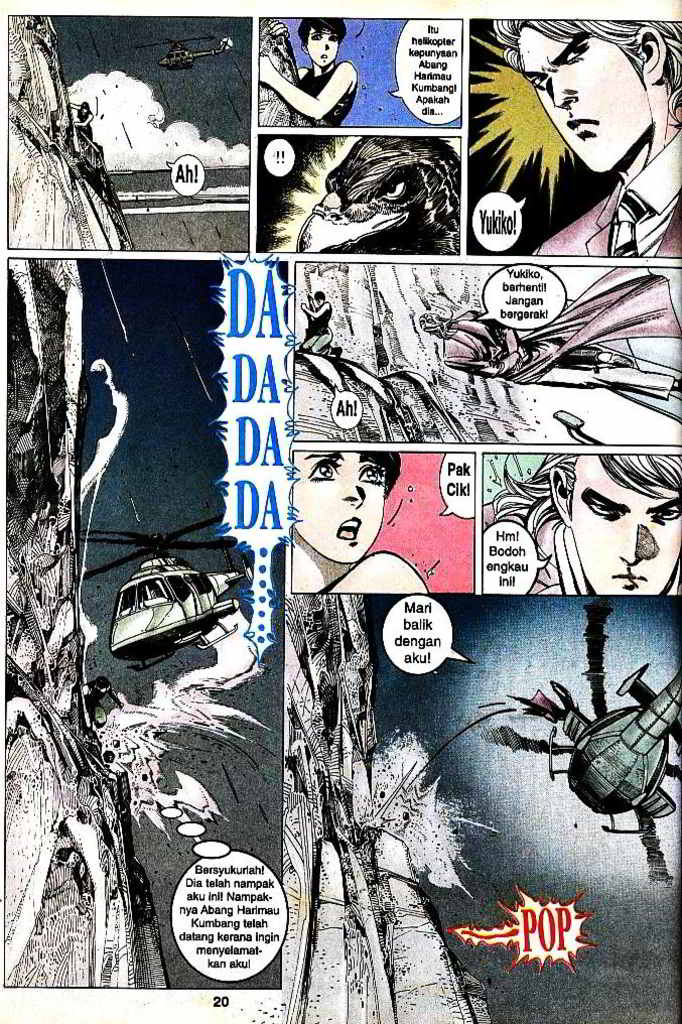 Ah!
Itu
helikopter
kepunyaan
Abang
Harimau
Kumbang!
Apakah
dia...
!!
Yukiko!
DA
DA
DA
DA
Yukiko,
berhenti!
Jangan
bergerak!
Ah!
Pak
Cik!
Hm!
Bodoh
engkau
ini!
Bersyukurlah!
Dia telah nampak
aku ini! Nampak-
nya Abang Harimau
Kumbang telah
datang kerana ingin
menyelamat-
kan aku!
Mari
balik
dengan
aku!
POP
20